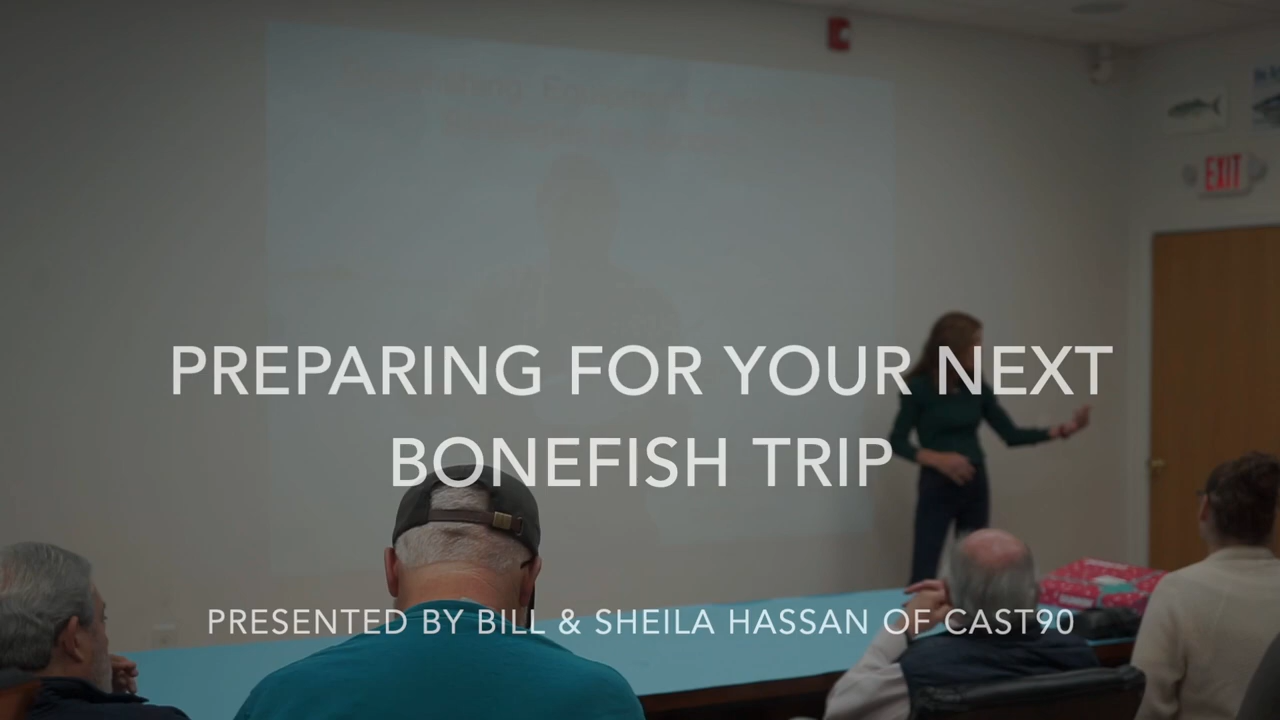 EXIT
PREPARING FOR YOUR NEXT
BONEFISH TRIP
PRESENTED BY BILL & SHEILA HASSAN OF CAST90